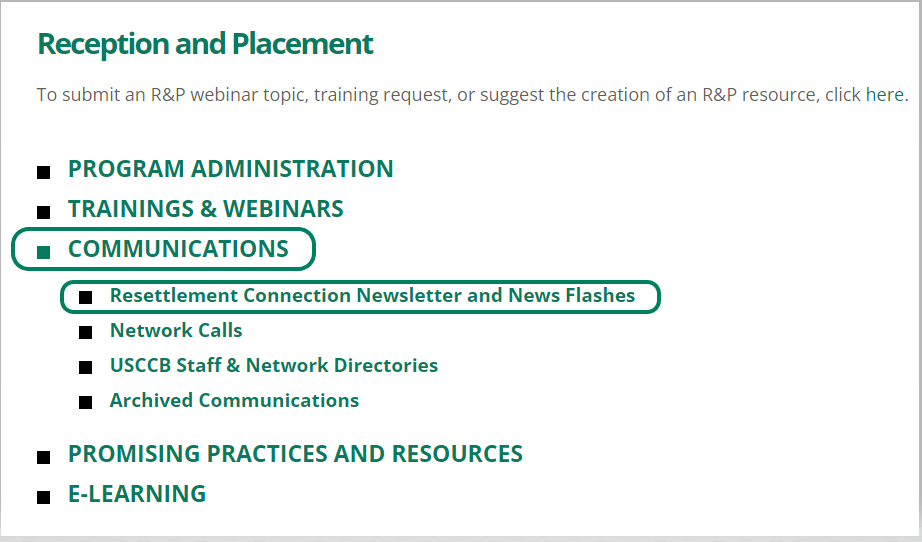 Reception and Placement
To submit an R&P webinar topic, training request, or suggest the creation of an R&P resource, click here.
PROGRAM ADMINISTRATION
TRAININGS & WEBINARS
COMMUNICATIONS
Resettlement Connection Newsletter and News Flashes
Network Calls
USCCB Staff & Network Directories
Archived Communications
PROMISING PRACTICES AND RESOURCES
E-LEARNING